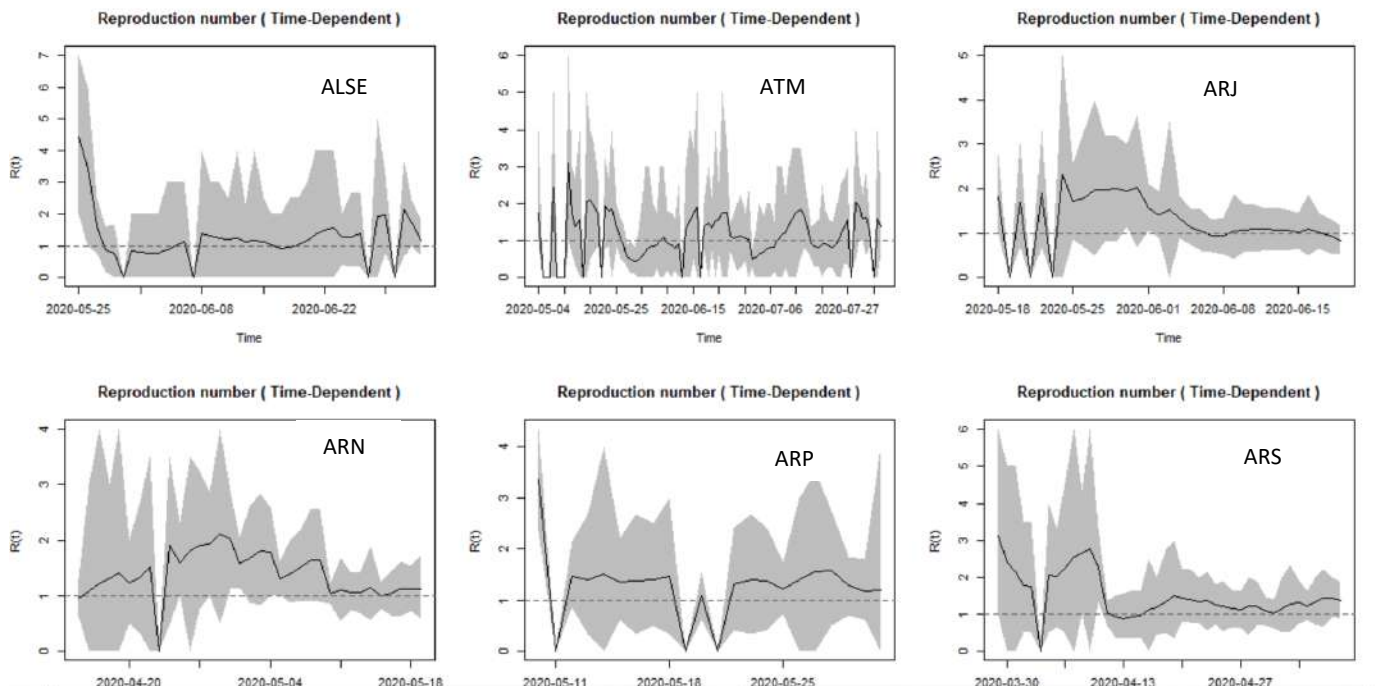 Reproduction number ( Time-Dependent )
ALSE
R(t)
7
6
5
4
3
2
1
0
2020-05-25 2020-06-08 2020-06-22
Time
Reproduction number ( Time-Dependent )
ATM
R(t)
6
5
4
3
2
1
0
2020-05-04 2020-05-25 2020-06-15 2020-07-06 2020-07-27
Time
Reproduction number ( Time-Dependent )
ARJ
R(t)
5
4
3
2
1
0
2020-05-18 2020-05-25 2020-06-01 2020-06-08 2020-06-15
Time
Reproduction number ( Time-Dependent )
ARN
R(t)
4
3
2
1
0
2020-04-20 2020-05-04 2020-05-18
Reproduction number ( Time-Dependent )
ARP
R(t)
4
3
2
1
0
2020-05-11 2020-05-18 2020-05-25
Reproduction number ( Time-Dependent )
ARS
R(t)
6
5
4
3
2
1
0
2020-03-30 2020-04-13 2020-04-27